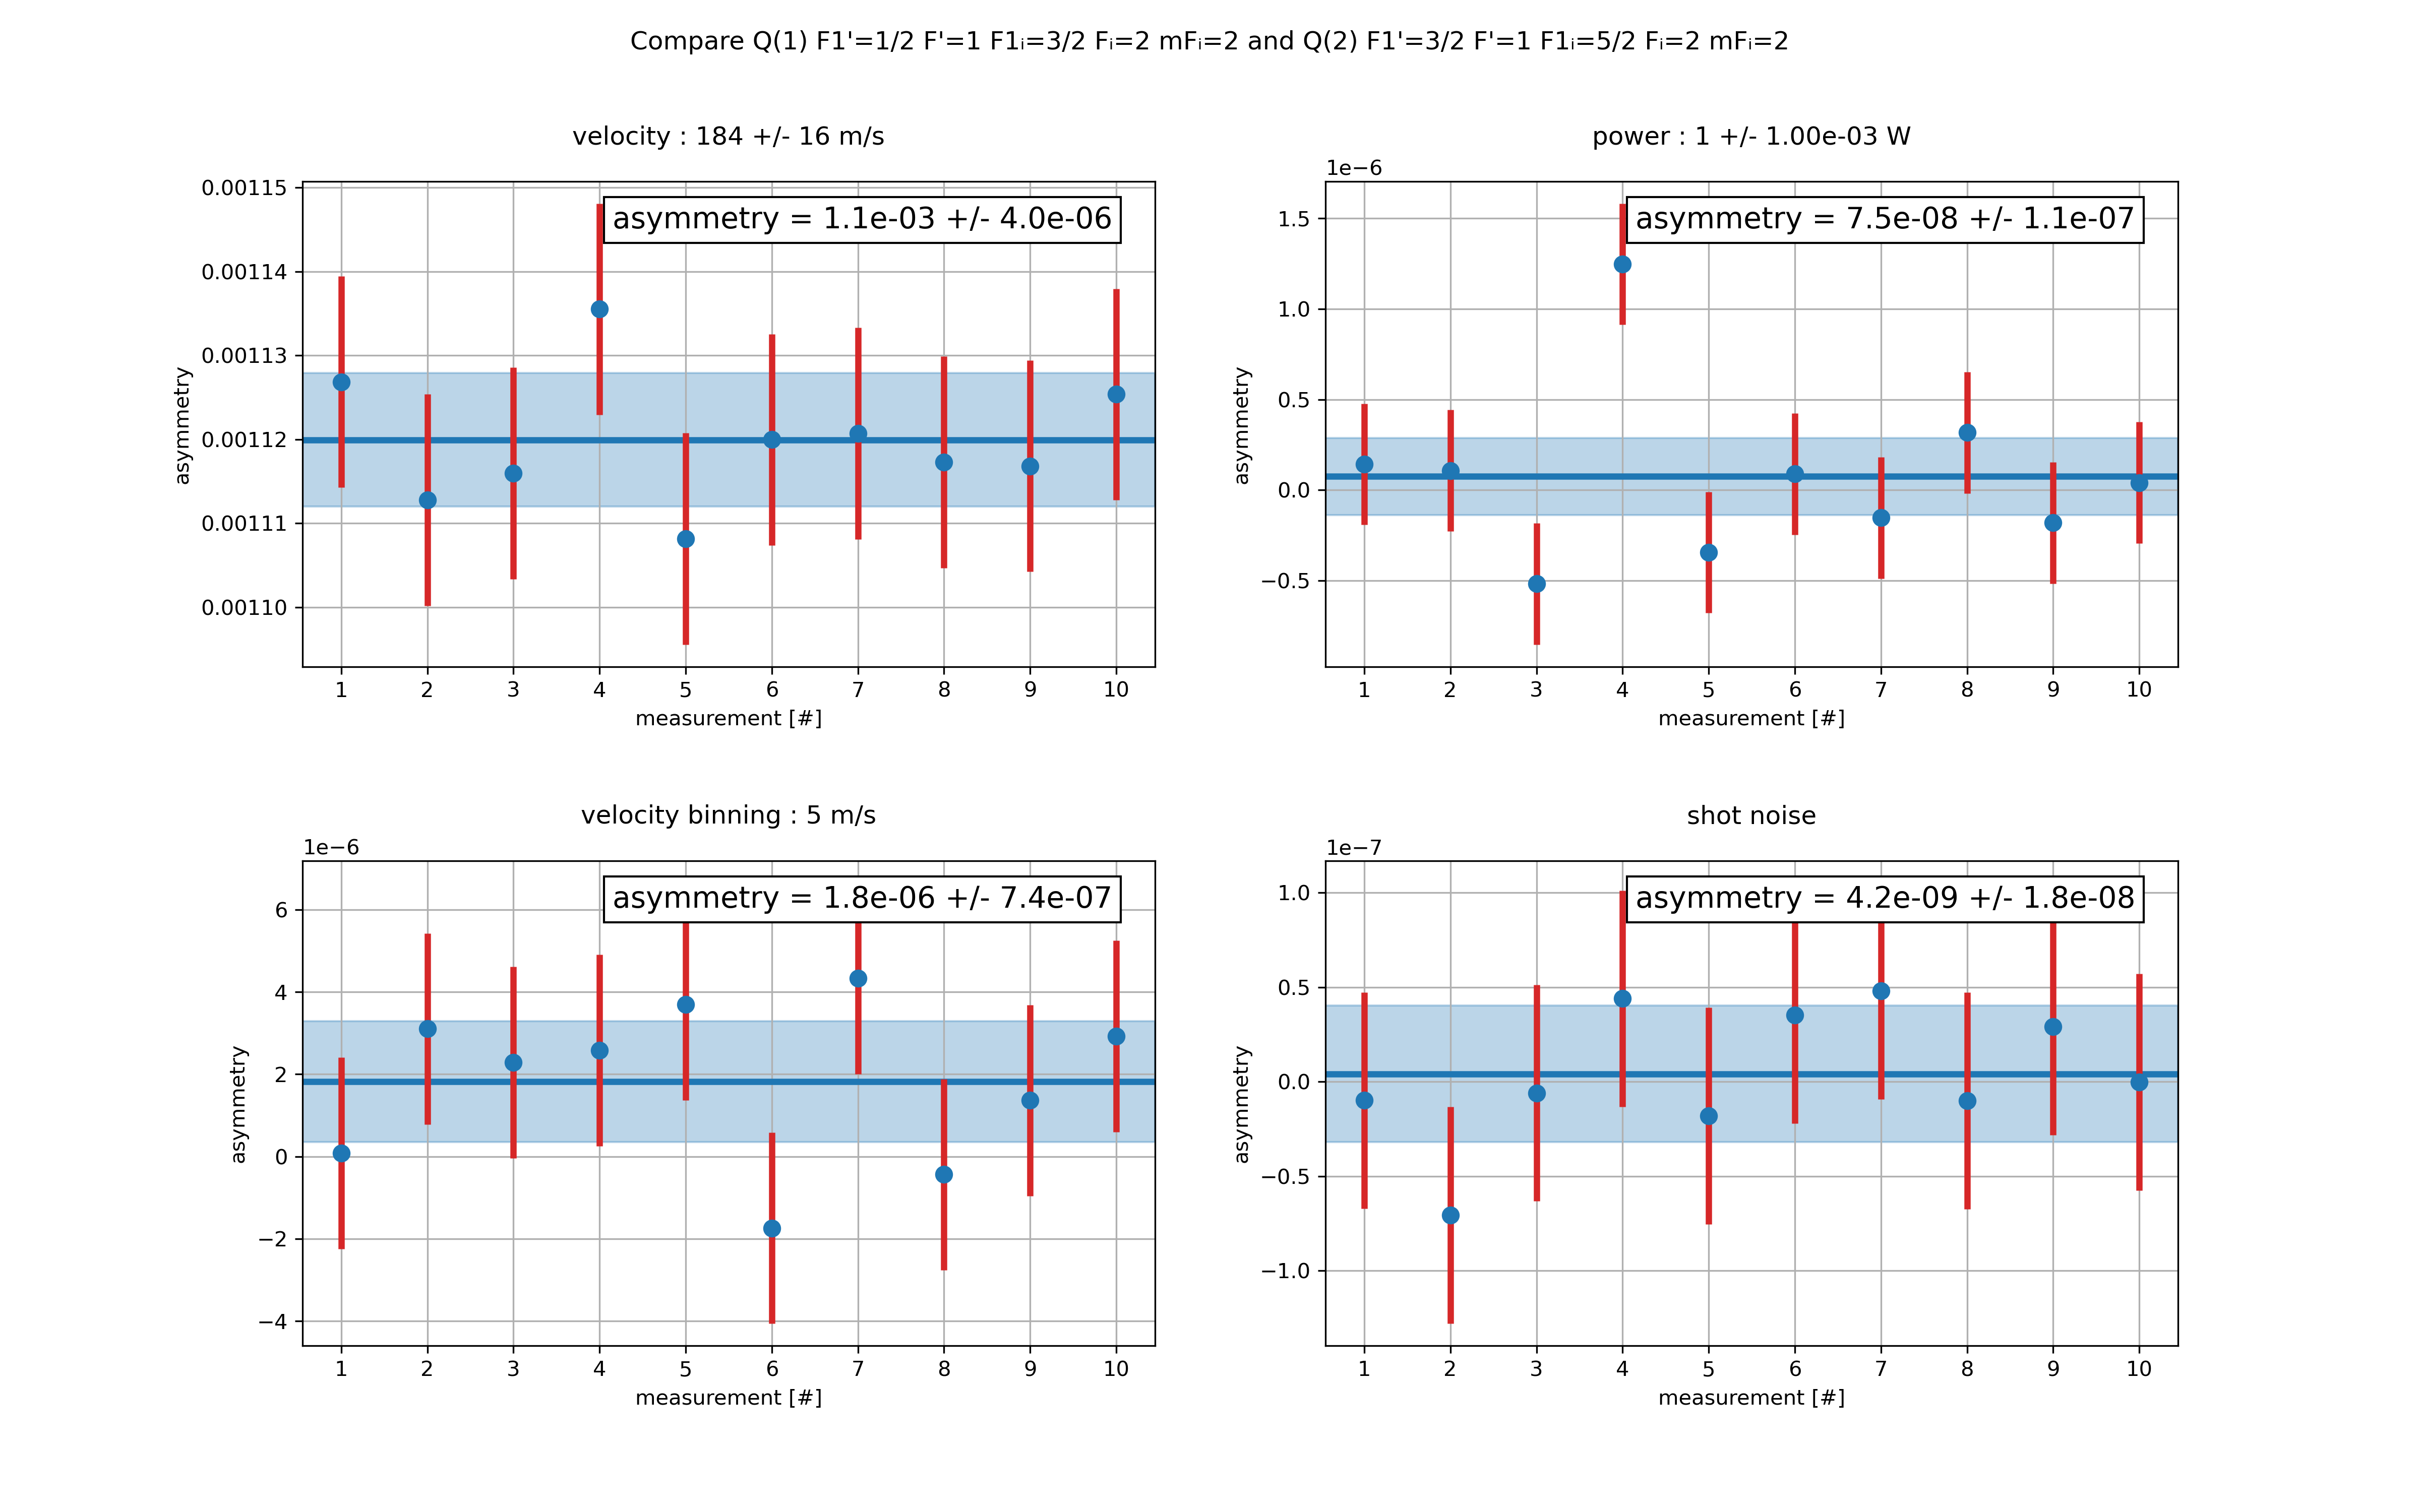 Compare Q(1) F1'=1/2 F'=1 F1ᵢ=3/2 Fᵢ=2 mFᵢ=2 and Q(2) F1'=3/2 F'=1 F1ᵢ=5/2 Fᵢ=2 mFᵢ=2
velocity : 184 +/- 16 m/s
0.00115
0.00114
0.00113
0.00112
0.00111
0.00110
asymmetry
asymmetry = 1.1e-03 +/- 4.0e-06
1 2 3 4 5 6 7 8 9 10
measurement [#]
power : 1 +/- 1.00e-03 W
1e−6
1.5
1.0
0.5
0.0
−0.5
asymmetry
asymmetry = 7.5e-08 +/- 1.1e-07
1 2 3 4 5 6 7 8 9 10
measurement [#]
velocity binning : 5 m/s
1e−6
6
4
2
0
−2
−4
asymmetry
asymmetry = 1.8e-06 +/- 7.4e-07
1 2 3 4 5 6 7 8 9 10
measurement [#]
shot noise
1e−7
1.0
0.5
0.0
−0.5
−1.0
asymmetry
asymmetry = 4.2e-09 +/- 1.8e-08
1 2 3 4 5 6 7 8 9 10
measurement [#]